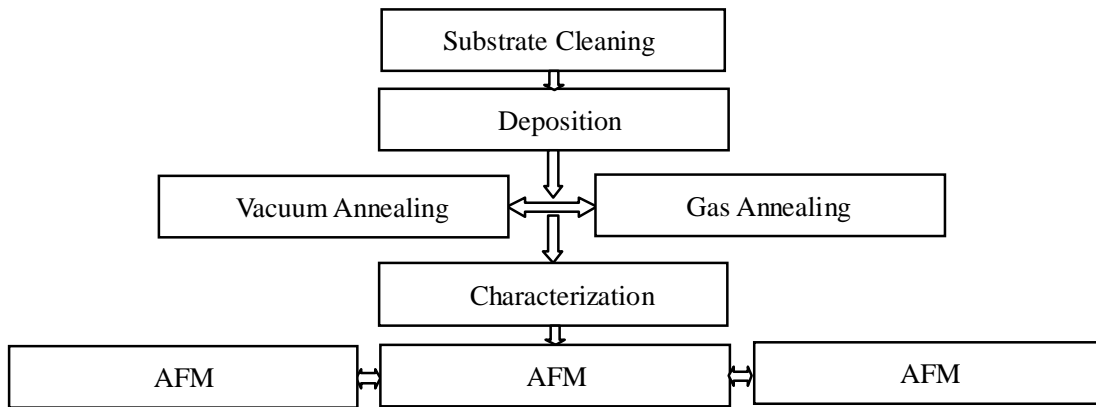 Substrate Cleaning
Deposition
Vacuum Annealing
Gas Annealing
Characterization
AFM
AFM
AFM